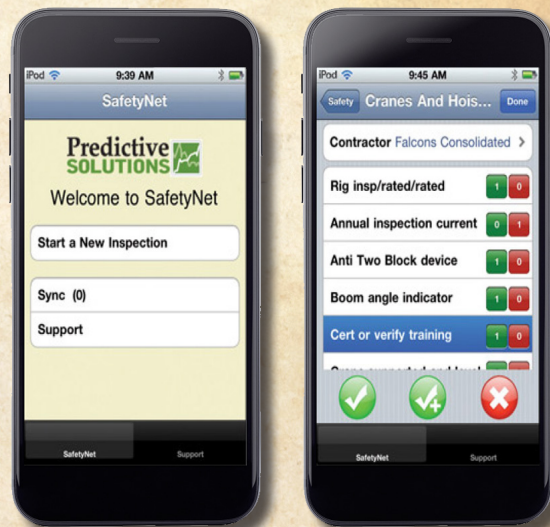 iPod 9:39 AM
SafetyNet
Predictive
SOLUTIONS
Welcome to SafetyNet
Start a New Inspection
Sync (0)
Support
SafetyNet Support
iPod 9:45 AM
Safety Cranes And Hois... Done
Contractor Falcons Consolidated
Rig insp/rated/rated 1 0
Annual inspection current 0 1
Anti Two Block device 1 0
Boom angle indicator 1 0
Cert or verify training 1 0
SafetyNet Support